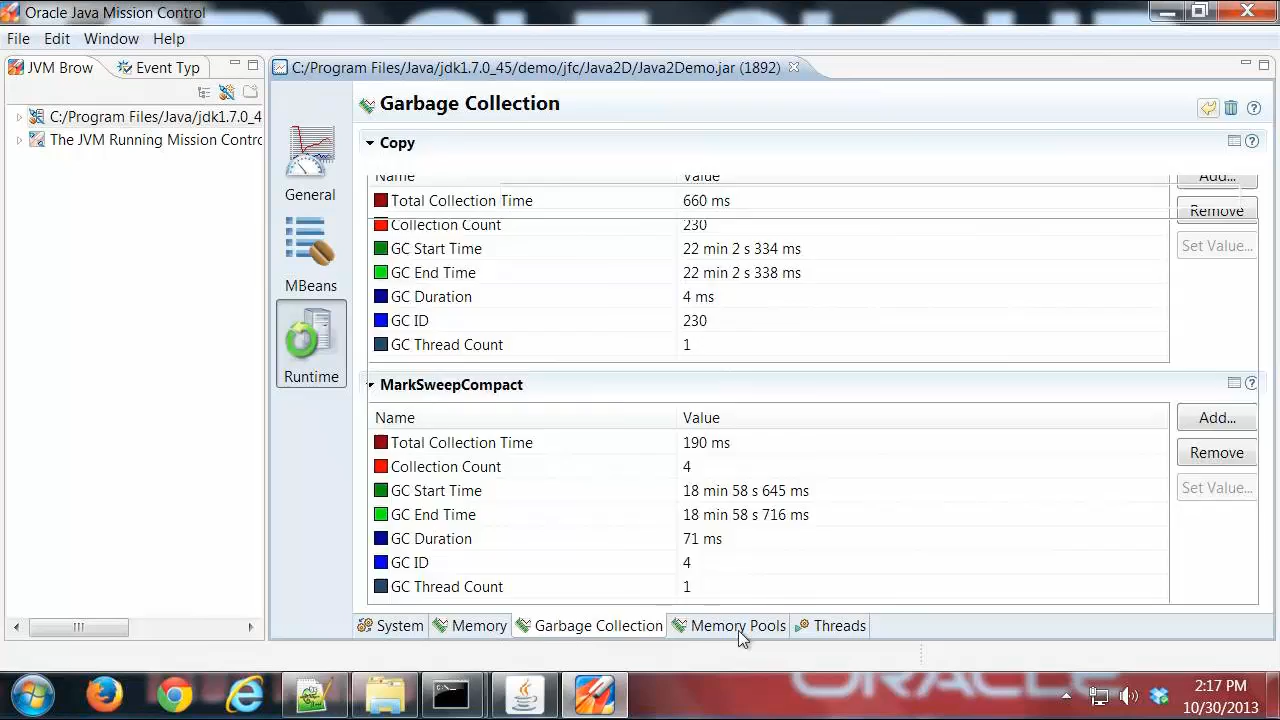 Oracle Java Mission Control
File Edit Window Help
JVM Brow Event Typ
C:/Program Files/Java/jdk1.7.0_45/demo/jfc/Java2D/Java2Demo.jar (1892)
C:/Program Files/Java/jdk1.7.0_4
The JVM Running Mission Contro
General
MBeans
Runtime
Garbage Collection
Copy
Name Value Add...
Total Collection Time 660 ms
Remove
Collection Count 230
GC Start Time 22 min 2 s 334 ms Set Value...
GC End Time 22 min 2 s 338 ms
GC Duration 4 ms
GC ID 230
GC Thread Count 1
MarkSweepCompact
Name Value Add...
Total Collection Time 190 ms Remove
Collection Count 4
GC Start Time 18 min 58 s 645 ms Set Value...
GC End Time 18 min 58 s 716 ms
GC Duration 71 ms
GC ID 4
GC Thread Count 1
System Memory Garbage Collection Memory Pools Threads
2:17 PM
10/30/2013